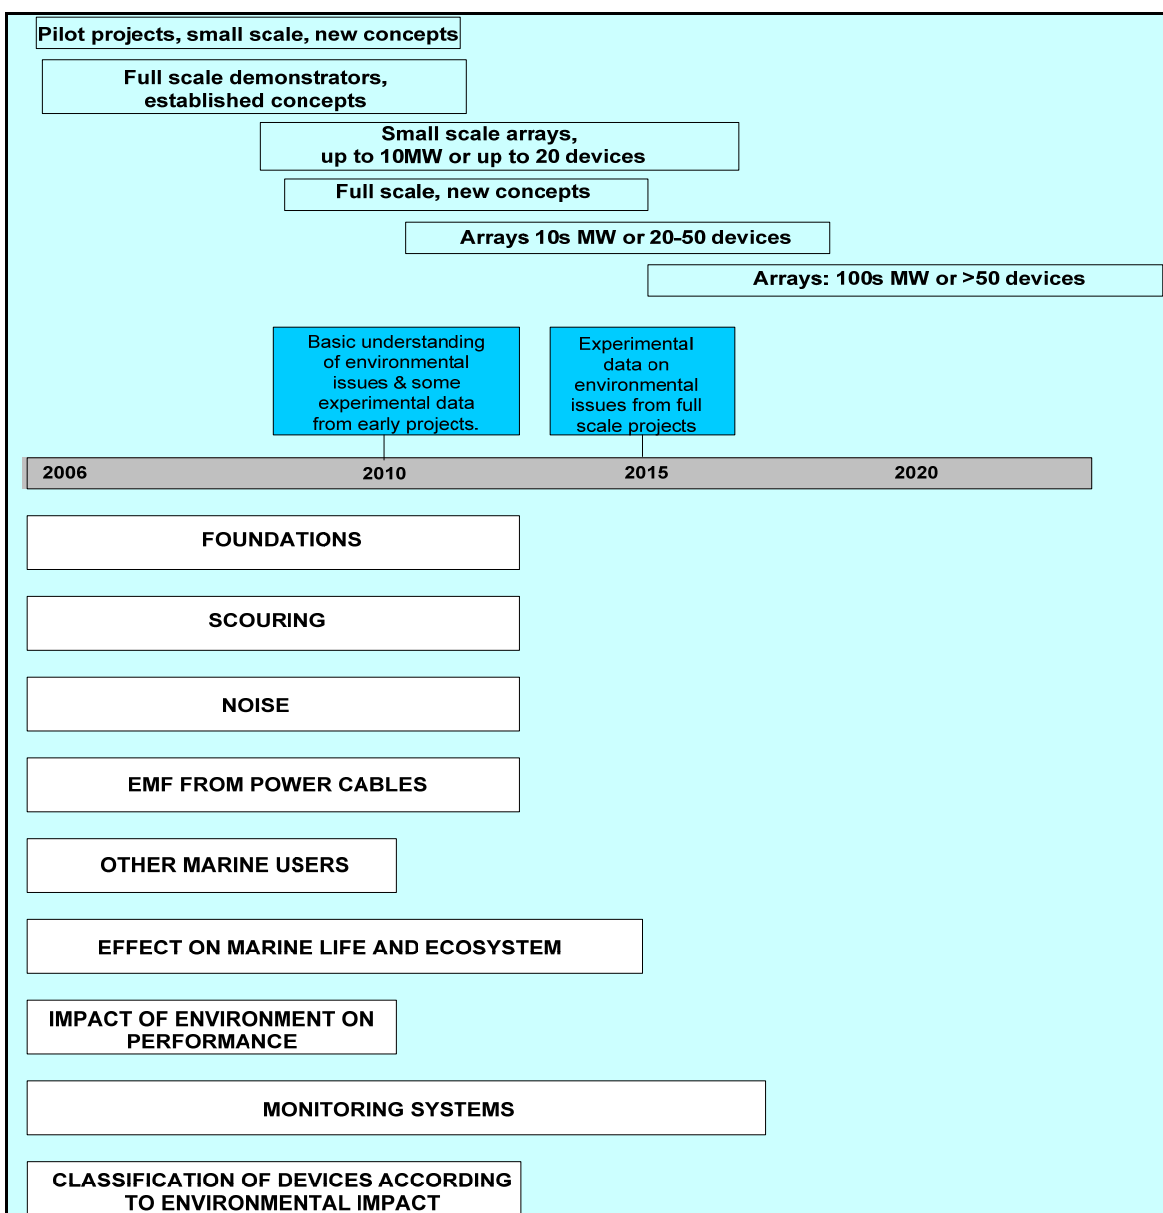 Pilot projects, small scale, new concepts
Full scale demonstrators,
established concepts
Small scale arrays,
up to 10MW or up to 20 devices
Full scale, new concepts
Arrays 10s MW or 20-50 devices
Arrays: 100s MW or >50 devices
Basic understanding
of environmental
issues & some
experimental data
from early projects.
Experimental
data on
environmental
issues from full
scale projects
2006 2010 2015 2020
FOUNDATIONS
SCOURING
NOISE
EMF FROM POWER CABLES
OTHER MARINE USERS
EFFECT ON MARINE LIFE AND ECOSYSTEM
IMPACT OF ENVIRONMENT ON
PERFORMANCE
MONITORING SYSTEMS
CLASSIFICATION OF DEVICES ACCORDING
TO ENVIRONMENTAL IMPACT